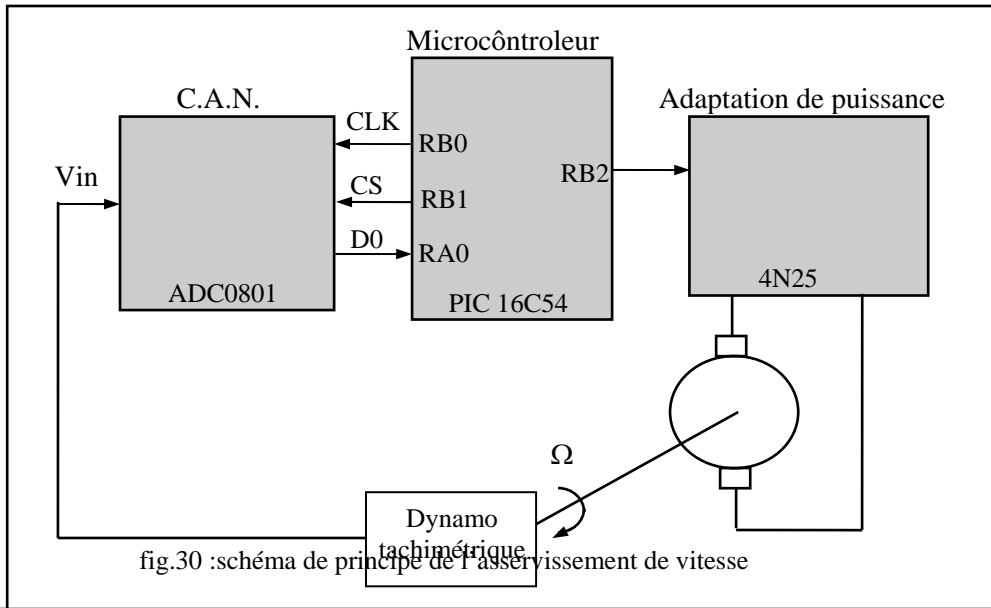 Microcôntroleur
C.A.N.
Adaptation de puissance
CLK
RB0
Vin
RB2
CS
RB1
D0
RA0
ADC0801
PIC 16C54
4N25
Ω
Dynamo
tachimétrique
fig.30 :schéma de principe de l’asservissement de vitesse